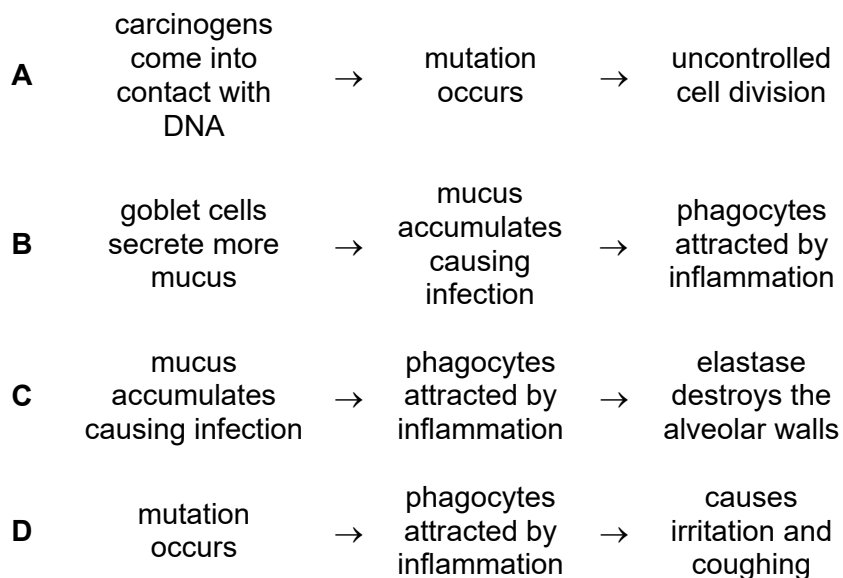 carcinogens
come into
contact with
DNA
A
→
mutation
occurs
→
uncontrolled
cell division
goblet cells
secrete more
mucus
B
→
mucus
accumulates
causing
infection
→
phagocytes
attracted by
inflammation
mucus
accumulates
causing infection
C
→
phagocytes
attracted by
inflammation
→
elastase
destroys the
alveolar walls
D
mutation
occurs
→
phagocytes
attracted by
inflammation
→
causes
irritation and
coughing